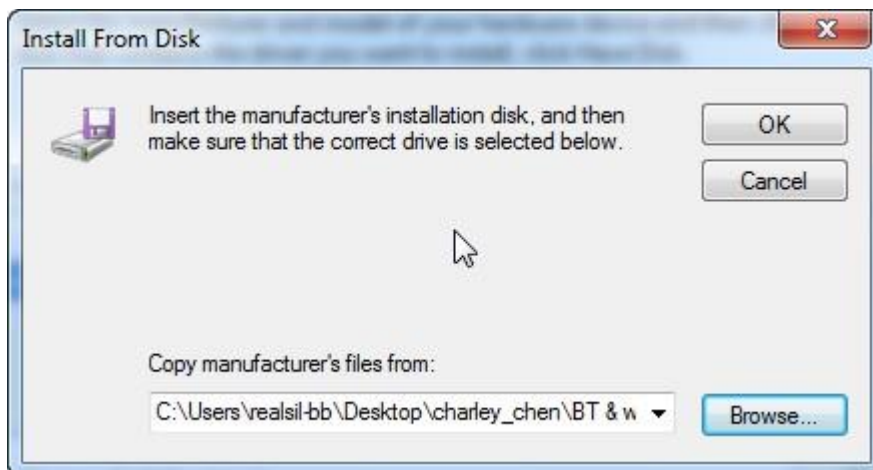 Install From Disk
Insert the manufacturer's installation disk, and then
make sure that the correct drive is selected below.
OK
Cancel
Copy manufacturer's files from:
C:\Users\realsil-bb\Desktop\charley_chen\BT & w
Browse...